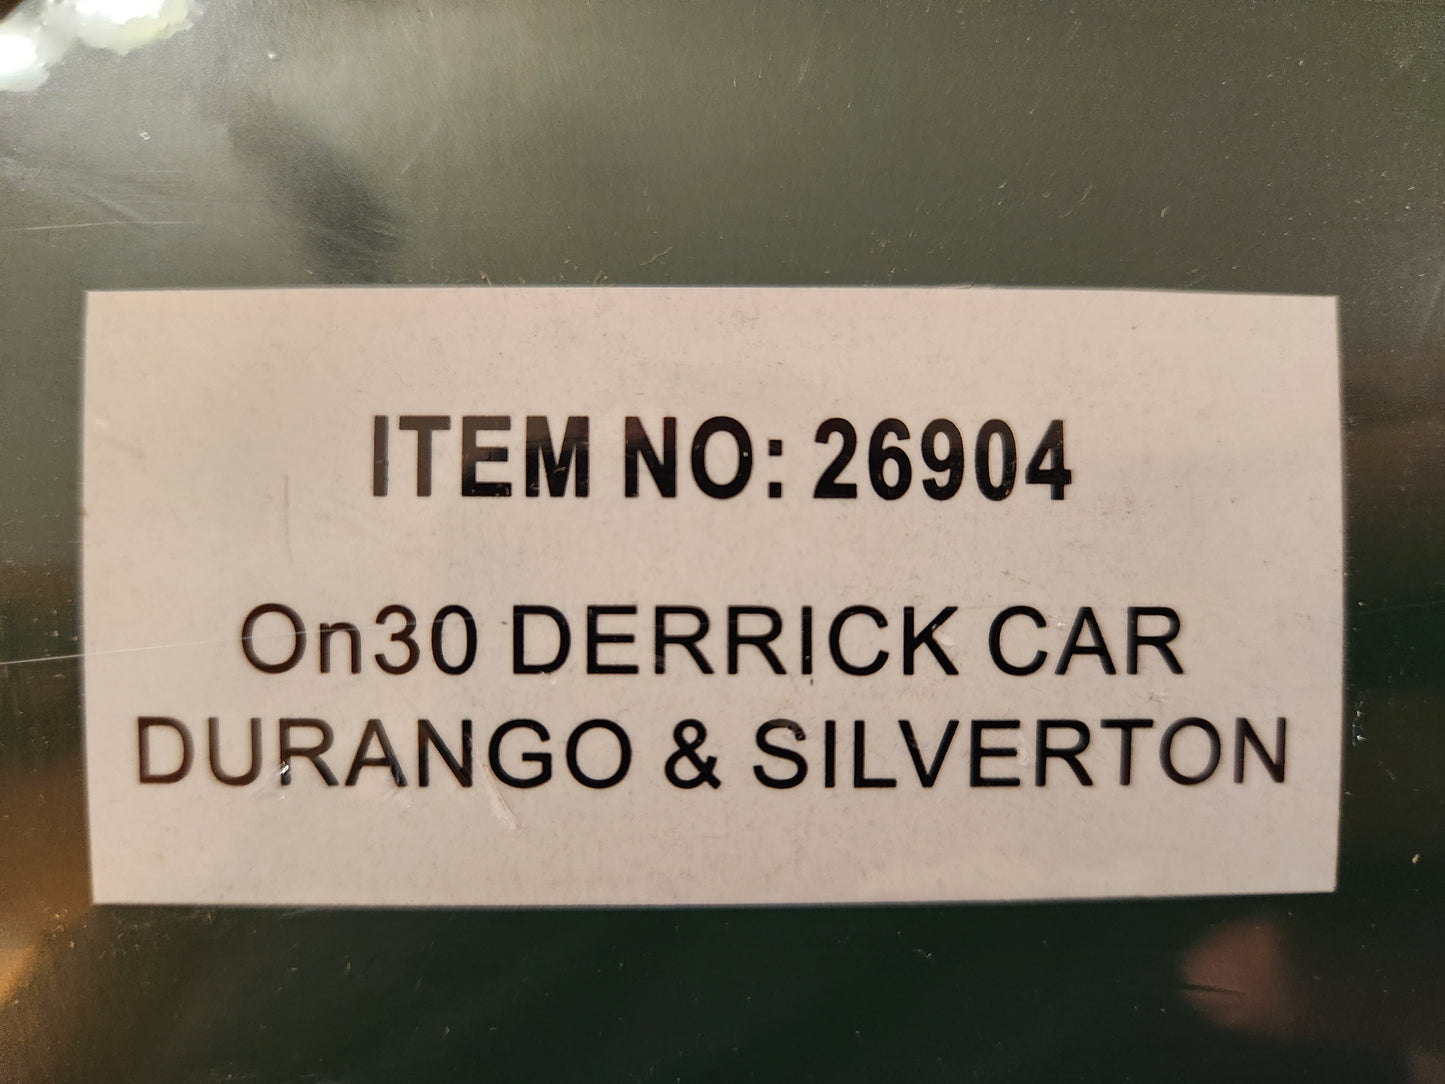 ITEM NO: 26904
On30 DERRICK CAR
DURANGO & SILVERTON